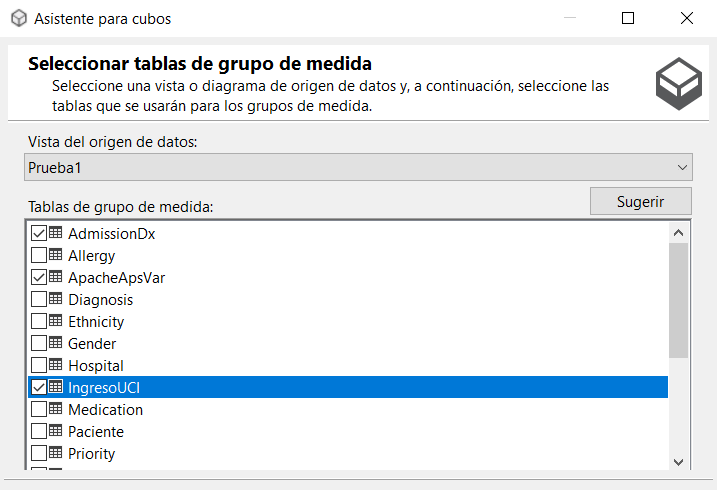 Asistente para cubos
Seleccionar tablas de grupo de medida
Seleccione una vista o diagrama de origen de datos y, a continuación, seleccione las
tablas que se usarán para los grupos de medida.
Vista del origen de datos:
Prueba1
Sugerir
Tablas de grupo de medida:
AdmissionDx
Allergy
ApacheApsVar
Diagnosis
Ethnicity
Gender
Hospital
IngresoUCI
Medication
Paciente
Priority